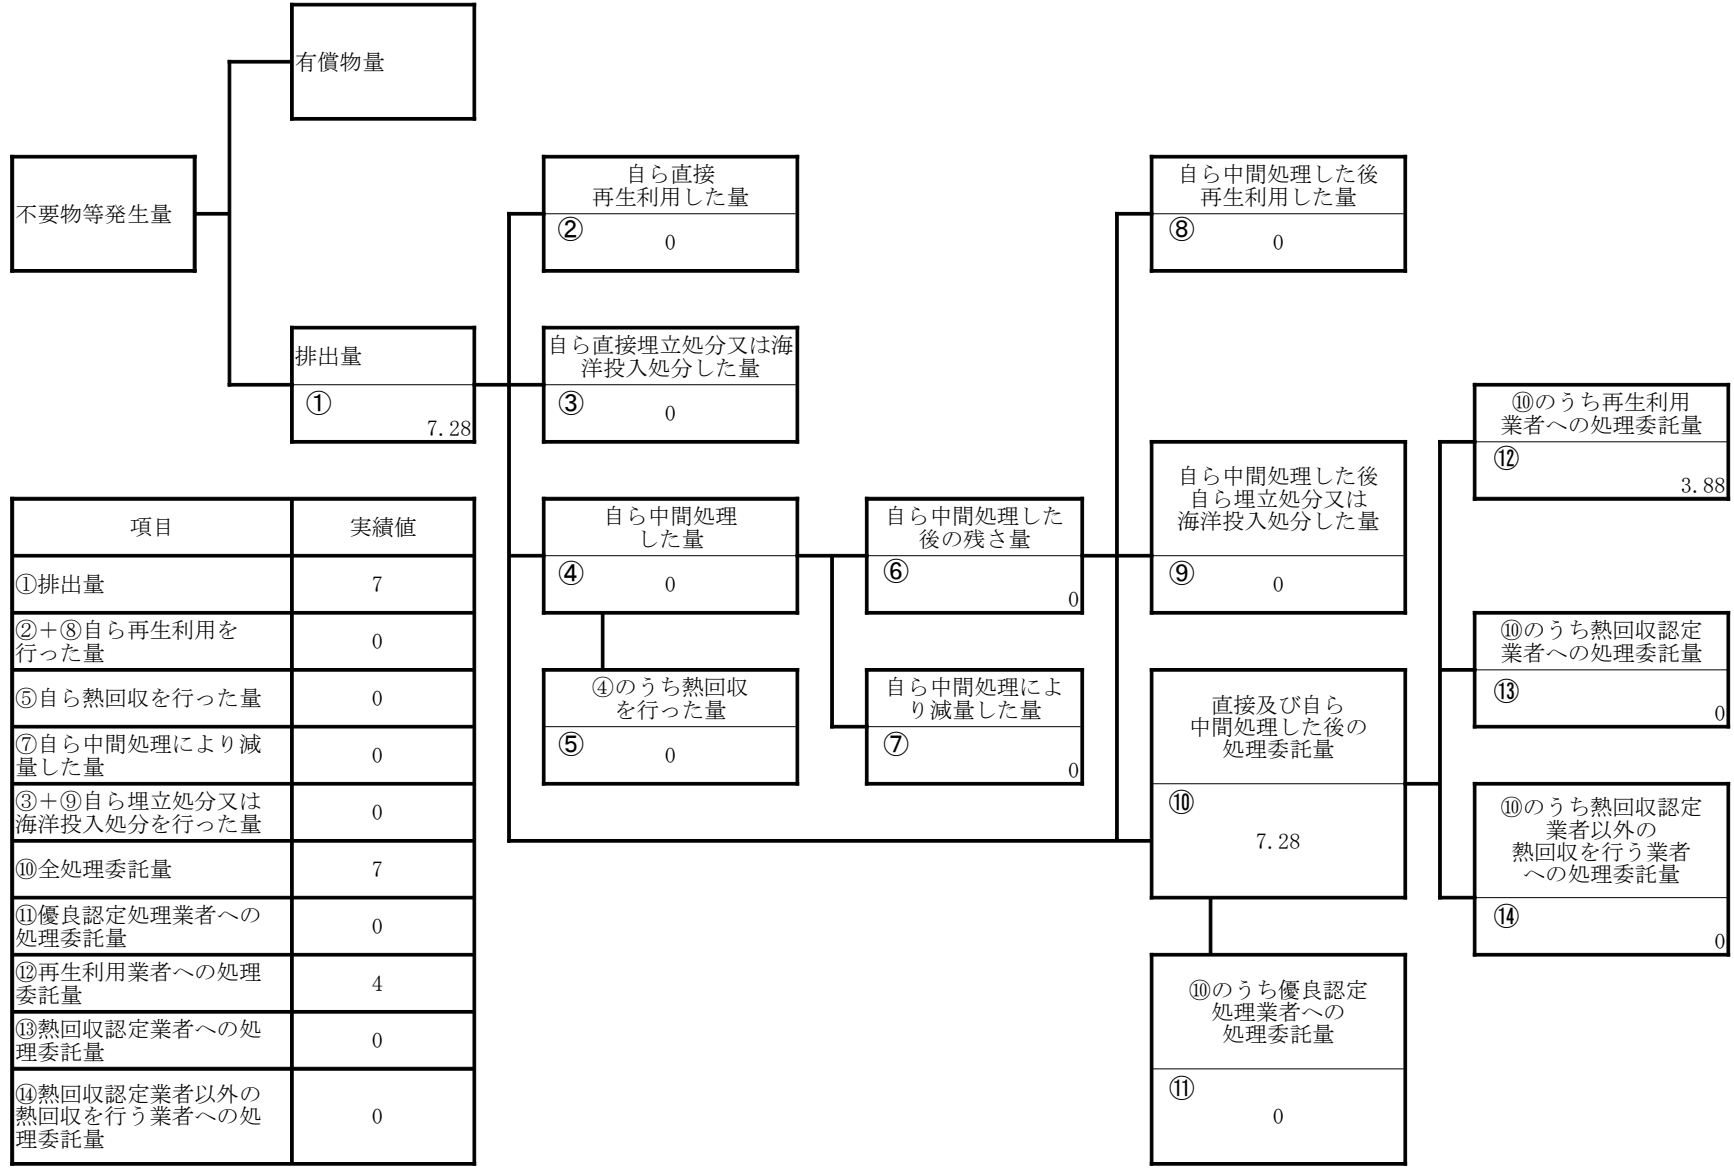 有償物量
不要物等発生量
排出量
①
7.28
自ら直接
再生利用した量
②
0
自ら直接埋立処分又は海
洋投入処分した量
③
0
自ら中間処理
した量
④
0
④のうち熱回収
を行った量
⑤
0
自ら中間処理した
後の残さ量
⑥
0
自ら中間処理によ
り減量した量
⑦
0
自ら中間処理した後
再生利用した量
⑧
0
自ら中間処理した後
自ら埋立処分又は
海洋投入処分した量
⑨
0
直接及び自ら
中間処理した後の
処理委託量
⑩
7.28
⑩のうち優良認定
処理業者への
処理委託量
⑪
0
⑩のうち再生利用
業者への処理委託量
⑫
3.88
⑩のうち熱回収認定
業者への処理委託量
⑬
0
⑩のうち熱回収認定
業者以外の
熱回収を行う業者
への処理委託量
⑭
0
項目 実績値
①排出量 7
②＋⑧自ら再生利用を
行った量 0
⑤自ら熱回収を行った量 0
⑦自ら中間処理により減
量した量 0
③＋⑨自ら埋立処分又は
海洋投入処分を行った量 0
⑩全処理委託量 7
⑪優良認定処理業者への
処理委託量 0
⑫再生利用業者への処理
委託量 4
⑬熱回収認定業者への処
理委託量 0
⑭熱回収認定業者以外の
熱回収を行う業者への処
理委託量 0